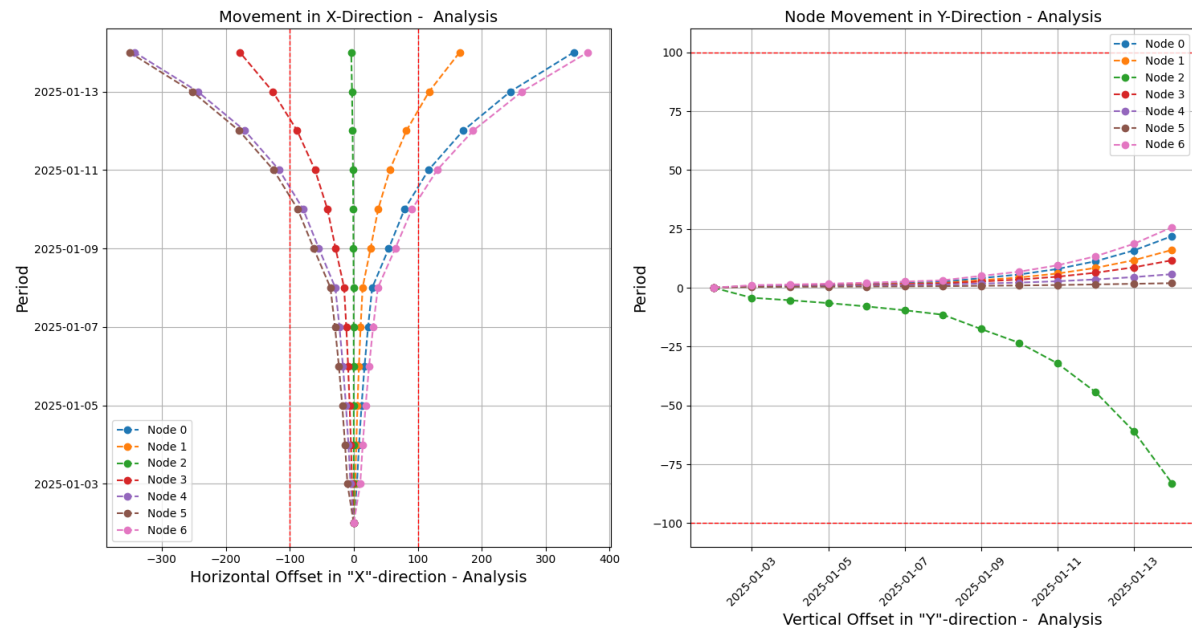 Movement in X-Direction -  Analysis
Period
2025-01-13
2025-01-11
2025-01-09
2025-01-07
2025-01-05
2025-01-03
Node 0
Node 1
Node 2
Node 3
Node 4
Node 5
Node 6
−300
−200
−100
0
100
200
300
400
Horizontal Offset in "X"-direction - Analysis
Node Movement in Y-Direction - Analysis
Period
100
75
50
25
0
−25
−50
−75
−100
Node 0
Node 1
Node 2
Node 3
Node 4
Node 5
Node 6
2025-01-03
2025-01-05
2025-01-07
2025-01-09
2025-01-11
2025-01-13
Vertical Offset in "Y"-direction -  Analysis